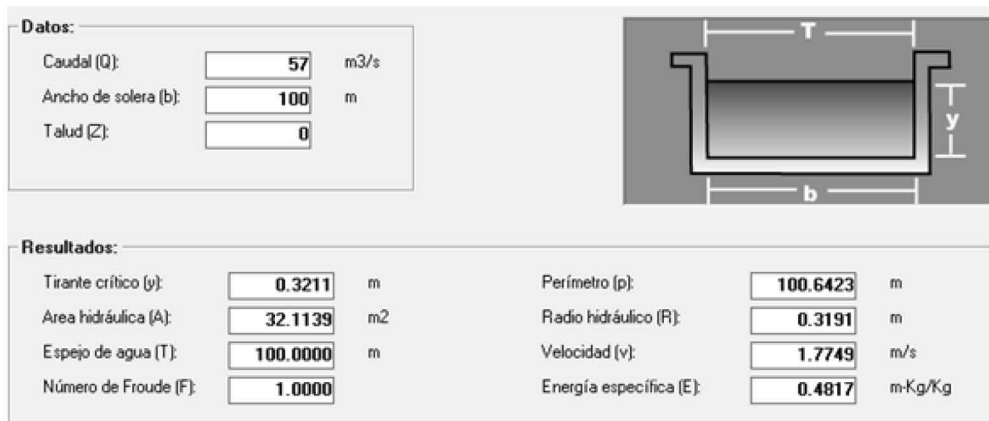 Datos:
Caudal (Q): 57 m3/s
Ancho de solera (b): 100 m
Talud (Z): 0
T
y
b
Resultados:
Tirante crítico (y): 0.3211 m
Area hidráulica (A): 32.1139 m2
Espejo de agua (T): 100.0000 m
Número de Froude (F): 1.0000
Perímetro (p): 100.6423 m
Radio hidráulico (R): 0.3191 m
Velocidad (v): 1.7749 m/s
Energía específica (E): 0.4817 m-Kg/Kg